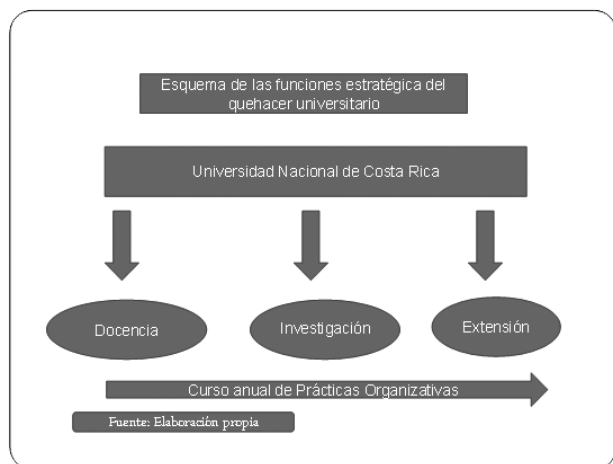 Esquema de las funciones estratégica del
quehacer universitario
Universidad Nacional de Costa Rica
Docencia
Investigación
Extensión
Curso anual de Prácticas Organizativas
Fuente: Elaboración propia